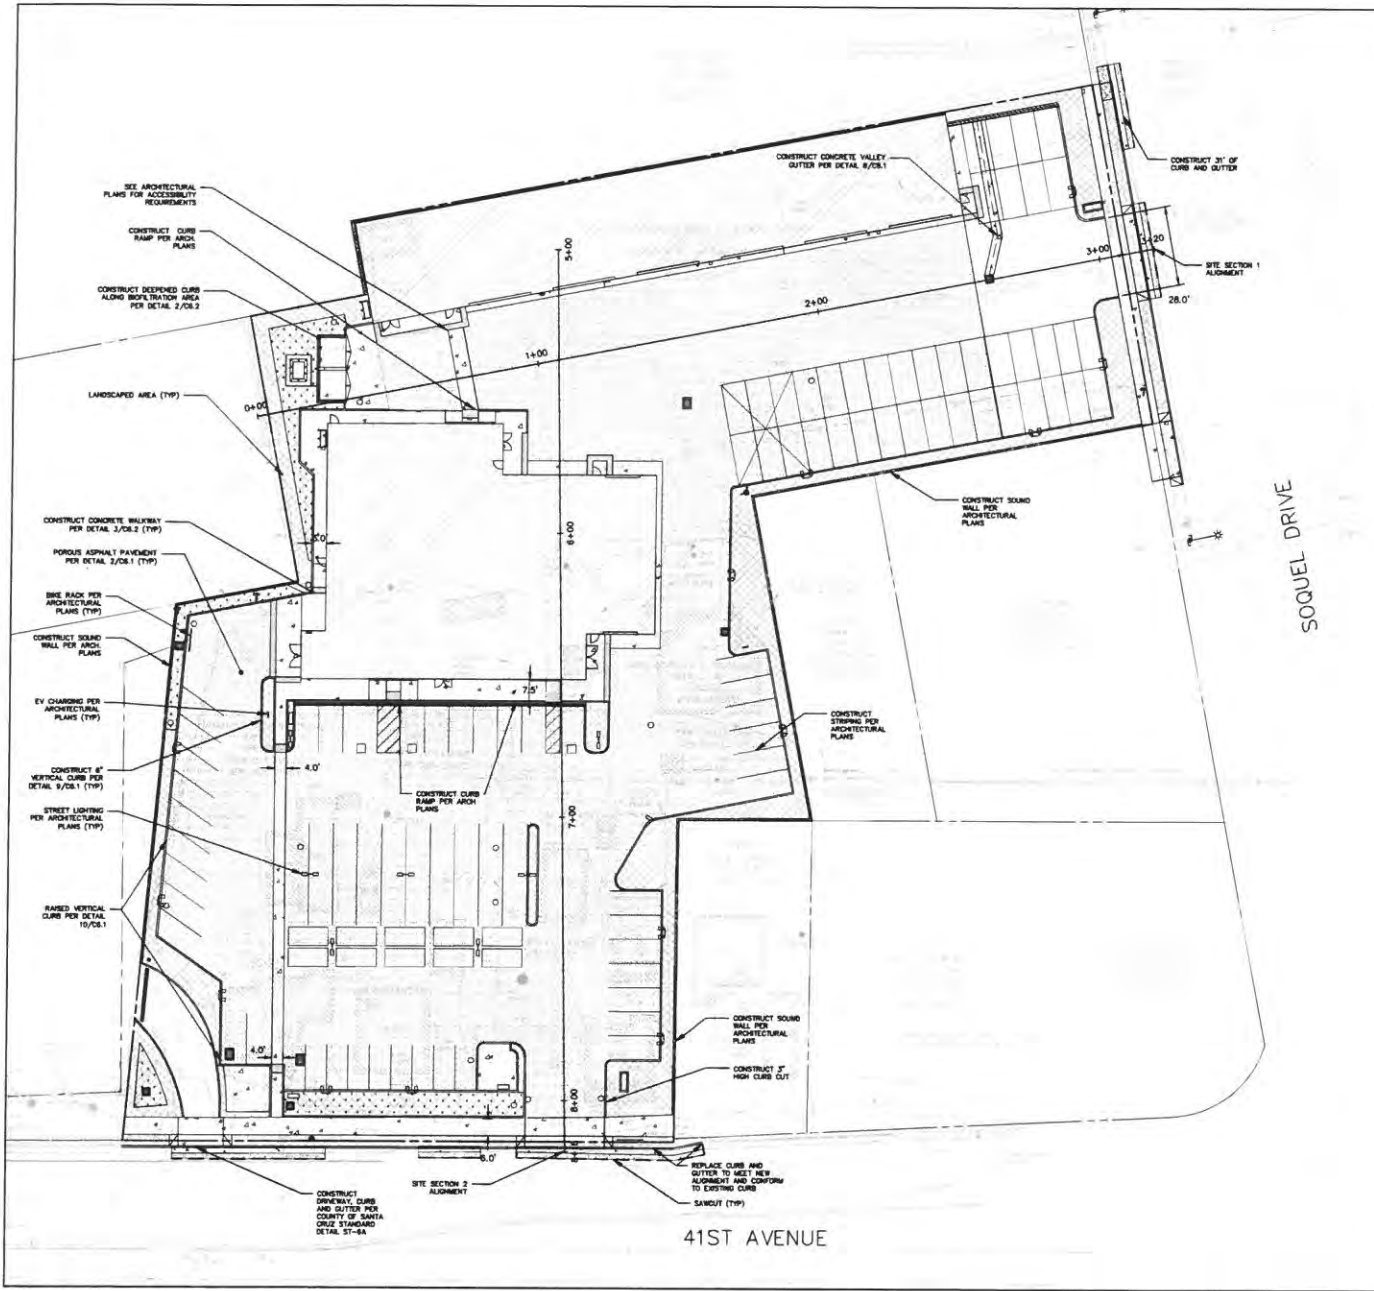 CONSTRUCT CONCRETE VALLEY
GUTTER PER DETAIL 8/C6.1
CONSTRUCT 31' OF
CURB AND GUTTER
SEE ARCHITECTURAL
PLANS FOR ACCESSIBILITY
REQUIREMENTS
CONSTRUCT CURB
RAMP PER ARCH.
PLANS
5+00
3+00
3+20
SITE SECTION 1
ALIGNMENT
28.0'
CONSTRUCT DEEPENED CURB
ALONG BIOFILTRATION AREA
PER DETAIL 2/C6.2
2+00
1+00
LANDSCAPED AREA (TYP)
0+00
CONSTRUCT SOUND
WALL PER
ARCHITECTURAL
PLANS
SOQUEL DRIVE
CONSTRUCT CONCRETE WALKWAY
PER DETAIL 3/C6.2 (TYP)
6+00
POROUS ASPHALT PAVEMENT
PER DETAIL 2/C6.1 (TYP)
BIKE RACK PER
ARCHITECTURAL
PLANS (TYP)
CONSTRUCT SOUND
WALL PER ARCH.
PLANS
7.5'
EV CHARGING PER
ARCHITECTURAL
PLANS (TYP)
CONSTRUCT
STRIPING PER
ARCHITECTURAL
PLANS
CONSTRUCT 6"
VERTICAL CURB PER
DETAIL 9/C6.1 (TYP)
4.0'
CONSTRUCT CURB
RAMP PER ARCH
PLANS
STREET LIGHTING
PER ARCHITECTURAL
PLANS (TYP)
7+00
RAISED VERTICAL
CURB PER DETAIL
10/C6.1
CONSTRUCT SOUND
WALL PER
ARCHITECTURAL
PLANS
4.0'
CONSTRUCT 3"
HIGH CURB CUT
8+00
6.0'
REPLACE CURB AND
GUTTER TO MEET NEW
ALIGNMENT AND CONFORM
TO EXISTING CURB
SITE SECTION 2
ALIGNMENT
SAWCUT (TYP)
CONSTRUCT
DRIVEWAY, CURB
AND GUTTER PER
COUNTY OF SANTA
CRUZ STANDARD
DETAIL ST-6A
41ST AVENUE